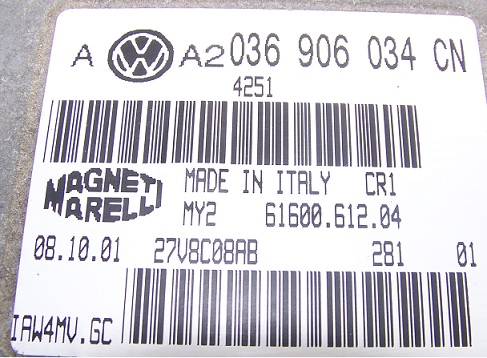 A VW A2 036 906 034 CN
4251
MAGNETI MARELLI
MADE IN ITALY CR1
MY2 61600.612.04
08.10.01 27V8C08AB 281 01
IAW4MV.GC